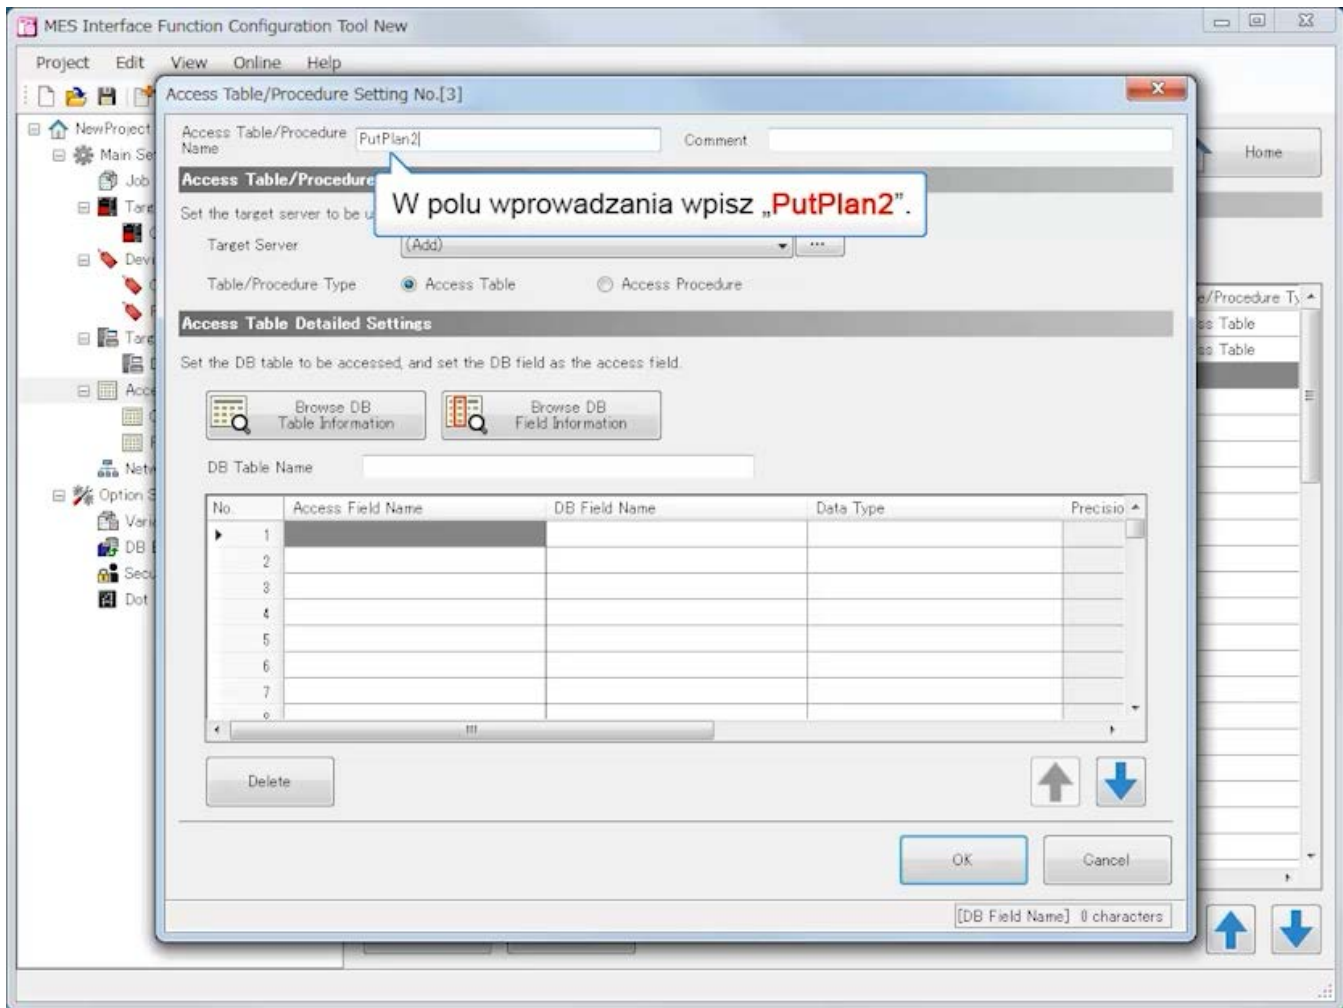 MES Interface Function Configuration Tool New
Project Edit View Online Help
Access Table/Procedure Setting No.[3]
NewProject
Access Table/Procedure Name PutPlan2 Comment
Home
Main Se
Job
Access Table/Procedure
W polu wprowadzania wpisz „PutPlan2”.
Set the target server to be u
Target Server (Add) ...
Devi
Table/Procedure Type Access Table Access Procedure
e/Procedure Ty
Access Table Detailed Settings
ss Table
ss Table
Set the DB table to be accessed, and set the DB field as the access field.
Acce
Browse DB Table Information
Browse DB Field Information
DB Table Name
Netw
Option S
No. Access Field Name DB Field Name Data Type Precisio
Vari
1
DB E
2
Secu
3
Dot
4
5
6
7
8
Delete
OK Cancel
[DB Field Name] 0 characters